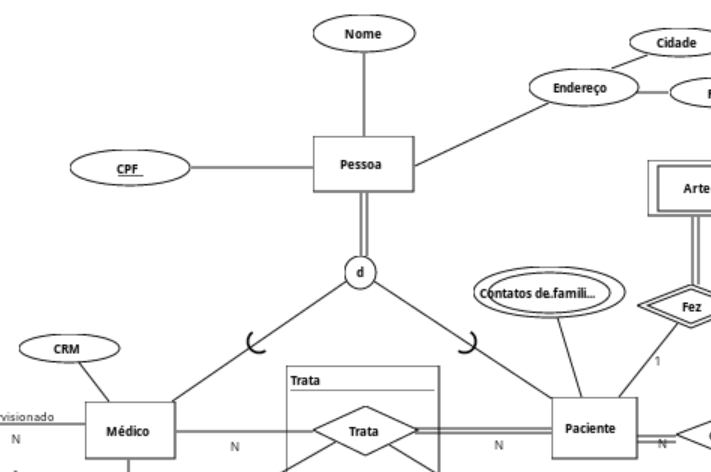 Nome
Cidade
Endereço
CPF
Pessoa
Arte
d
Contatos de famili...
Fez
CRM
1
Trata
visionado
Médico
Trata
Paciente
N
N
N
N